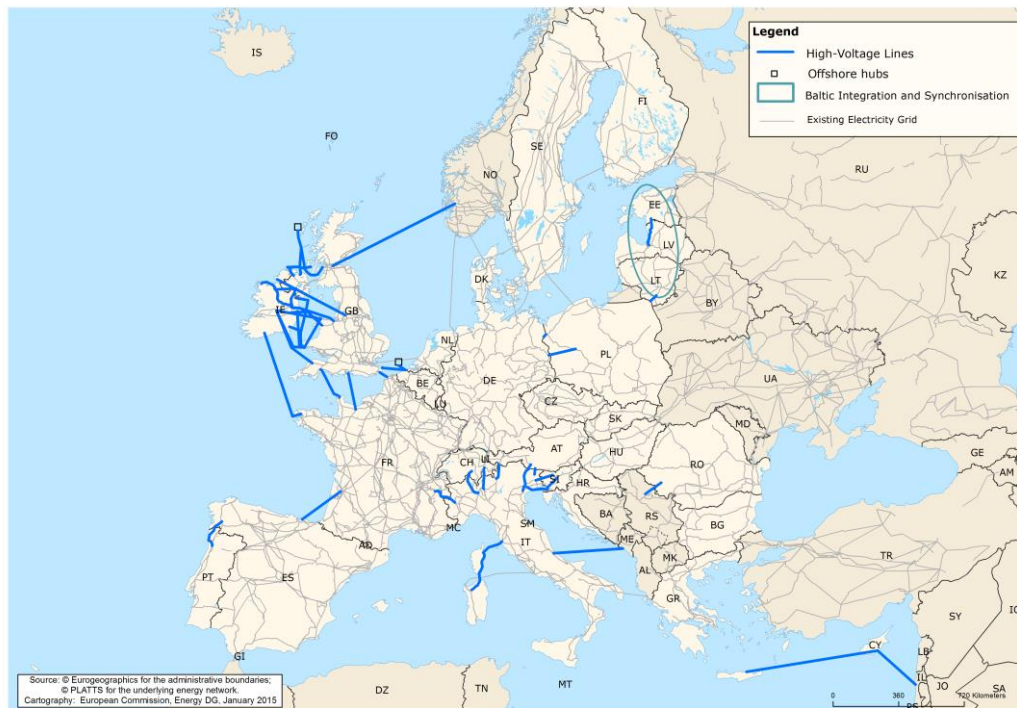 Legend
High-Voltage Lines
Offshore hubs
Baltic Integration and Synchronisation
Existing Electricity Grid
IS
FO
FI
SE
NO
RU
EE
LV
LT
KZ
DK
BY
IE
GB
NL
PL
BE
DE
LU
CZ
UA
SK
MD
FR
CH
LI
AT
HU
RO
SI
HR
GE
AM
BA
RS
MC
SM
IT
ME
BG
AD
MK
AL
TR
PT
ES
GR
SY
GI
CY
LB
IL
JO
DZ
TN
MT
SA
PS
Source: © Eurogeographics for the administrative boundaries;
© PLATTS for the underlying energy network.
Cartography: European Commission, Energy DG, January 2015
0 360 720 Kilometers